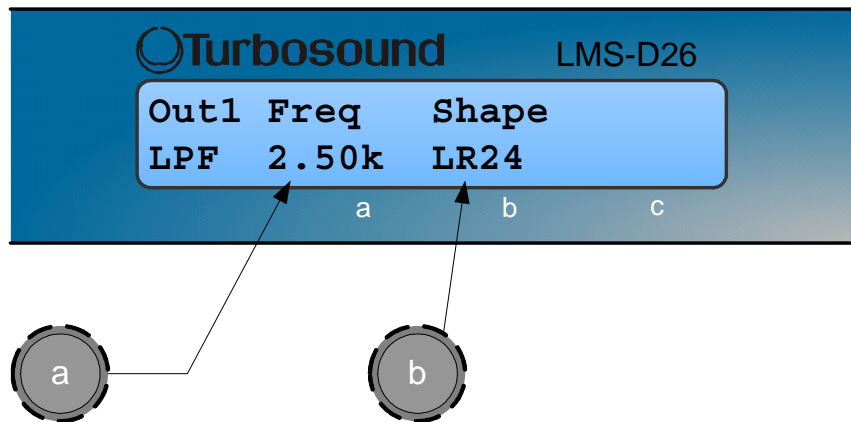 Turbosound LMS-D26
Out1 Freq Shape
LPF 2.50k LR24
a b c
a b